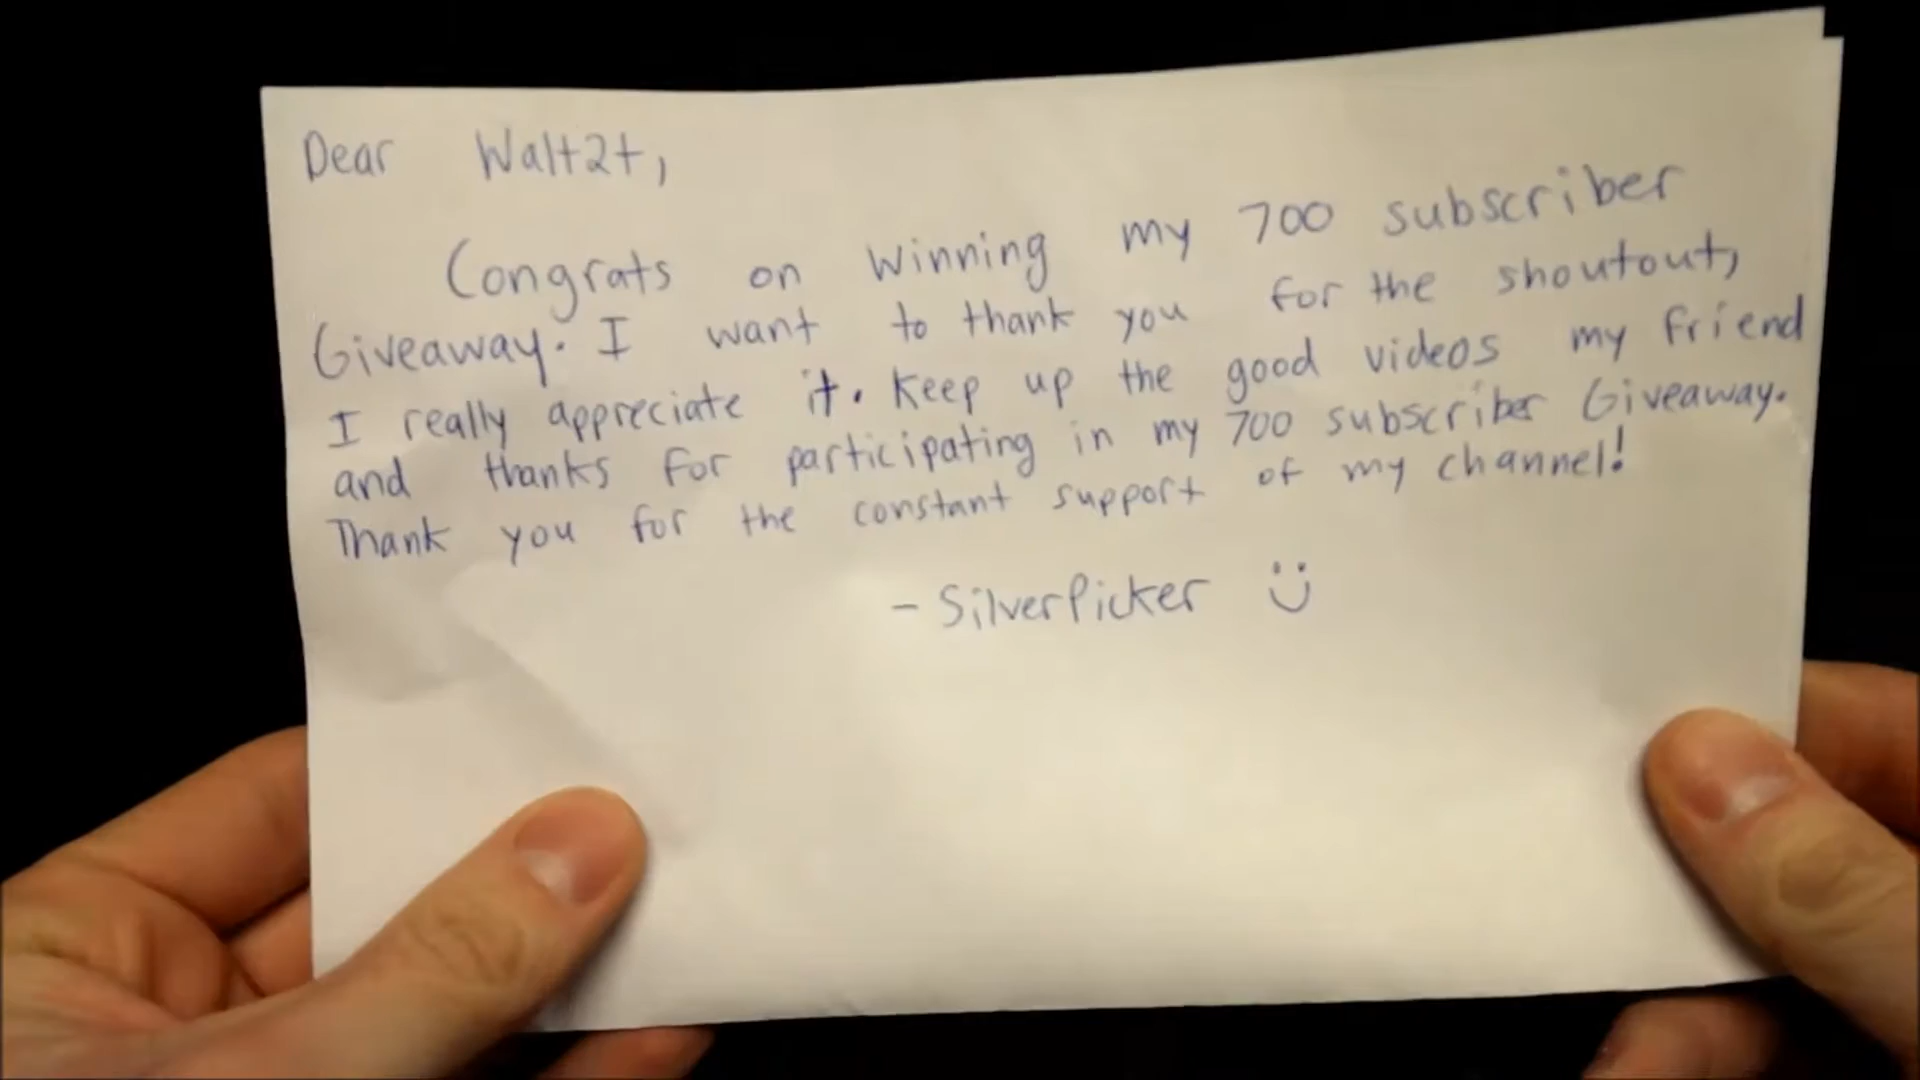 Dear Walt2t,
Congrats on winning my 700 subscriber
Giveaway. I want to thank you for the shoutout,
I really appreciate it. Keep up the good videos my friend
and thanks for participating in my 700 subscriber Giveaway.
Thank you for the constant support of my channel!
- SilverPicker :)